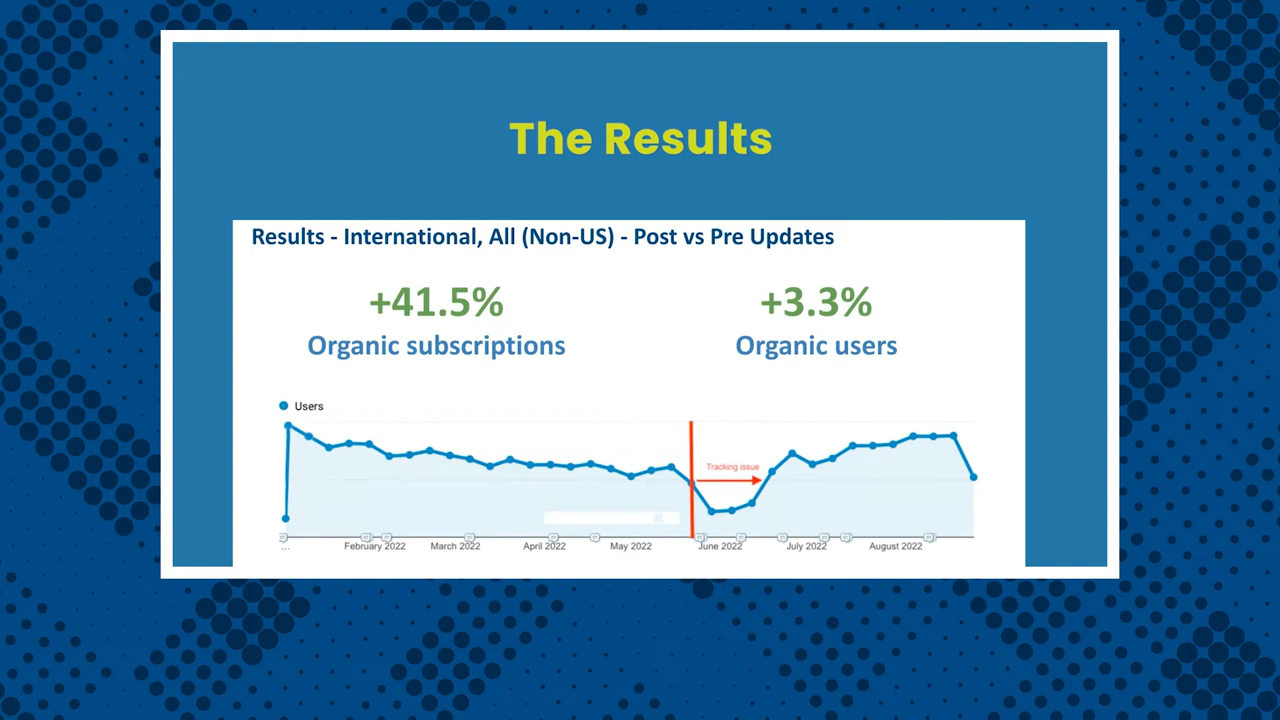 The Results
Results - International, All (Non-US) - Post vs Pre Updates
+41.5%
+3.3%
Organic subscriptions
Organic users
Users
Tracking issue
...
February 2022
March 2022
April 2022
May 2022
June 2022
July 2022
August 2022